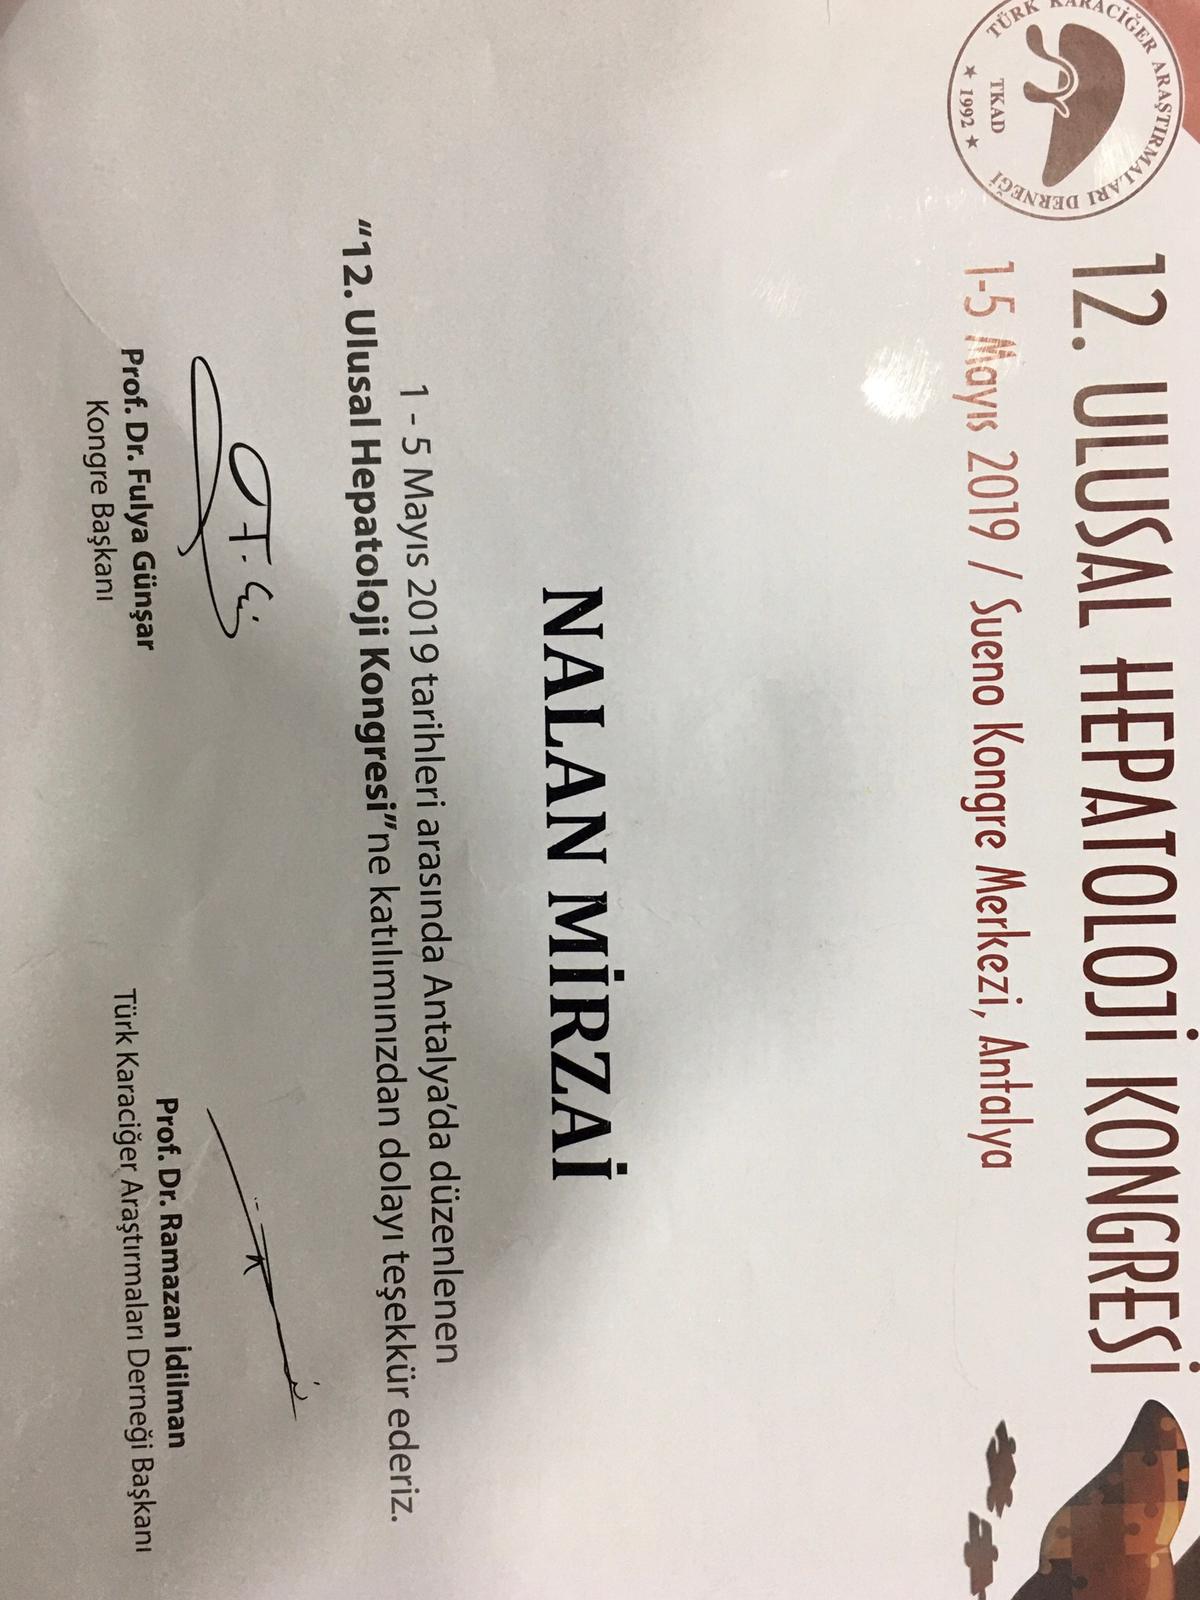 TÜRK KARACİĞER ARAŞTIRMALARI DERNEĞİ
TKAD
★ 1992 ★
12. ULUSAL HEPATOLOJİ KONGRESİ
1-5 Mayıs 2019 / Sueno Kongre Merkezi, Antalya
NALAN MİRZAİ
1 - 5 Mayıs 2019 tarihleri arasında Antalya'da düzenlenen
"12. Ulusal Hepatoloji Kongresi"ne katılımınızdan dolayı teşekkür ederiz.
Prof. Dr. Fulya Günşar
Kongre Başkanı
Prof. Dr. Ramazan İdilman
Türk Karaciğer Araştırmaları Derneği Başkanı